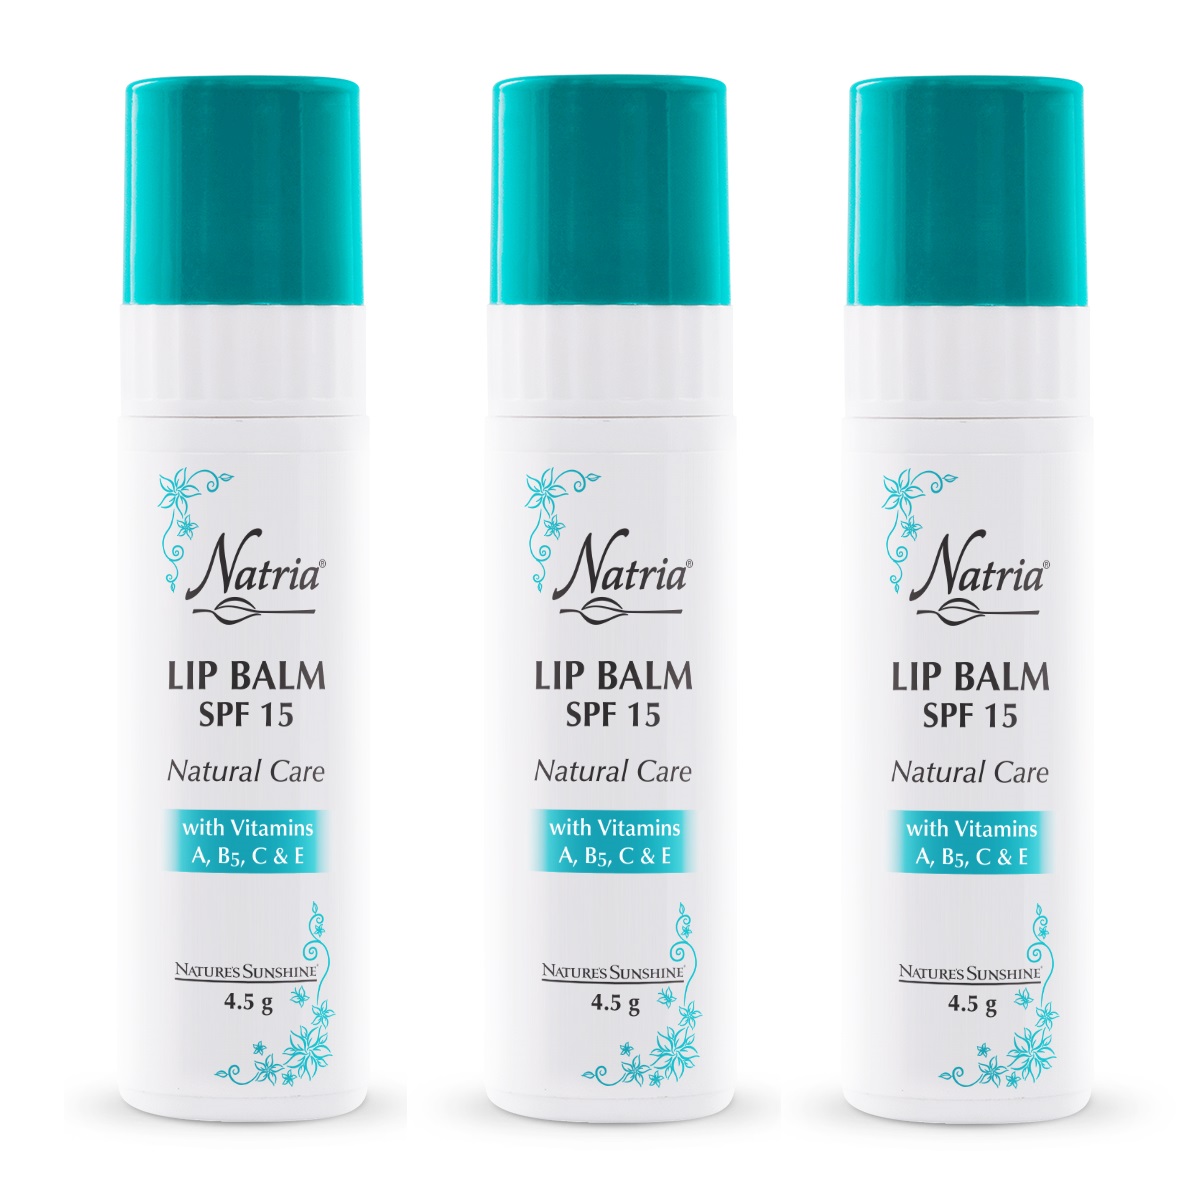 Natria®
LIP BALM
SPF 15
Natural Care
with Vitamins
A, B5, C & E
NATURE'S SUNSHINE
4.5 g
Natria®
LIP BALM
SPF 15
Natural Care
with Vitamins
A, B5, C & E
NATURE'S SUNSHINE
4.5 g
Natria®
LIP BALM
SPF 15
Natural Care
with Vitamins
A, B5, C & E
NATURE'S SUNSHINE
4.5 g